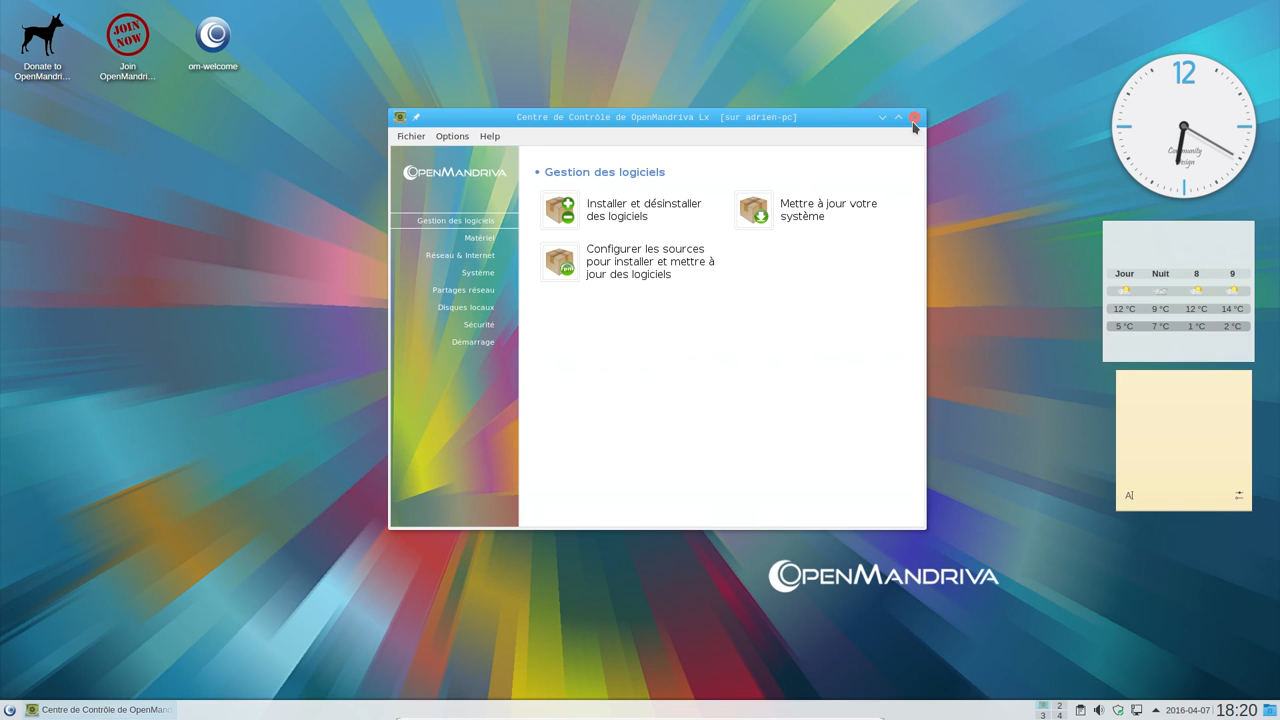 Donate to
OpenMandri...
Join
OpenMandri...
JOIN
NOW
om-welcome
Centre de Contrôle de OpenMandriva Lx [sur adrien-pc]
Fichier Options Help
OPENMANDRIVA
Gestion des logiciels
Matériel
Réseau & Internet
Système
Partages réseau
Disques locaux
Sécurité
Démarrage
• Gestion des logiciels
Installer et désinstaller
des logiciels
Mettre à jour votre
système
Configurer les sources
pour installer et mettre à
jour des logiciels
rpm
12
Community
Design
Jour Nuit 8 9
12 °C 9 °C 12 °C 14 °C
5 °C 7 °C 1 °C 2 °C
A
OPENMANDRIVA
Centre de Contrôle de OpenMand
2
3 4
2016-04-07 18:20